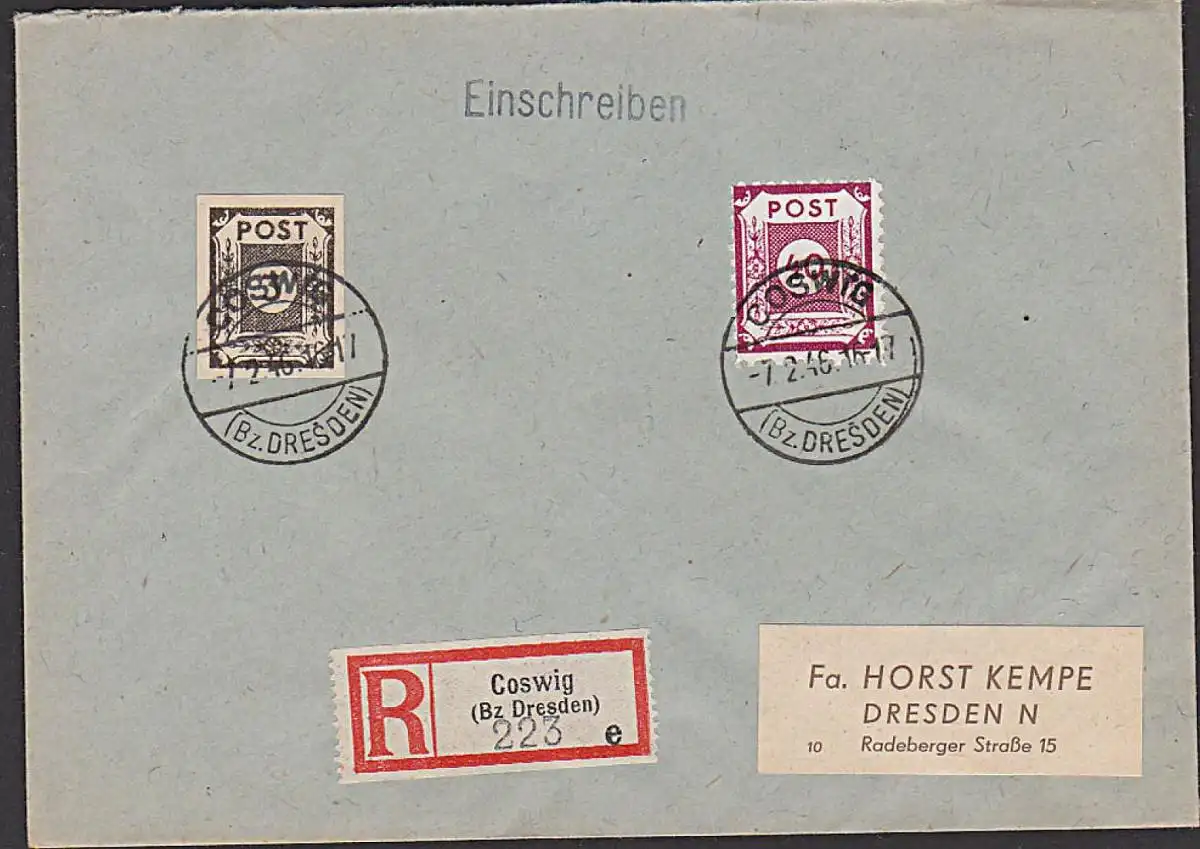 Einschreiben
POST
COSWIG
-7.2.46.16-17
(Bz. DRESDEN)
POST
40
COSWIG
-7.2.46.16-17
(Bz. DRESDEN)
R
Coswig
(Bz Dresden)
223 e
Fa. HORST KEMPE
DRESDEN N
10 Radeberger Straße 15